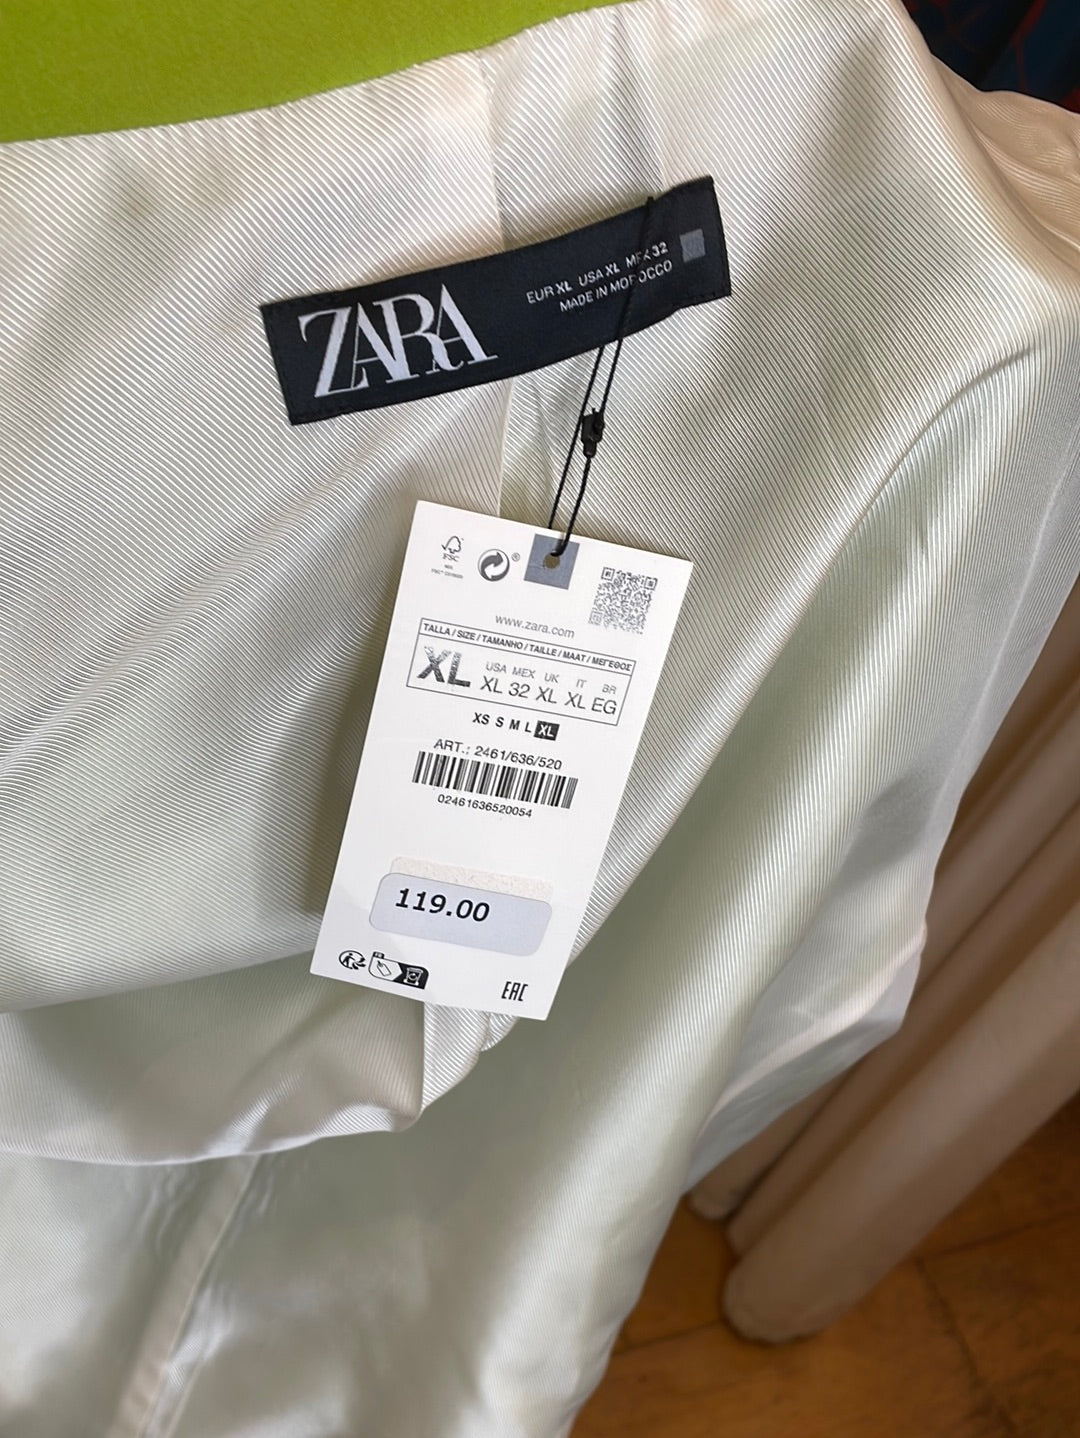 ZARA
EUR XL USA XL MEX 32
MADE IN MOROCCO
FSC
®
www.zara.com
TALLA / SIZE / TAMANHO / TAILLE / MAAT / ΜΕΓΕΘΟΣ
XL
USA MEX UK IT BR
XL 32 XL XL EG
XS S M L XL
ART.: 2461/636/520
02461636520054
119.00
FR
EAC